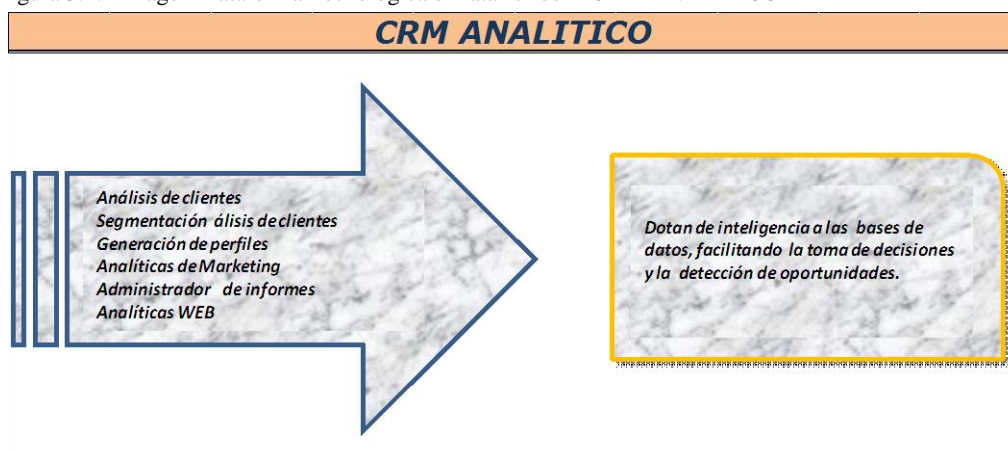 CRM ANALITICO
Análisis de clientes
Segmentación álisis de clientes
Generación de perfiles
Analíticas de Marketing
Administrador de informes
Analíticas WEB
Dotan de inteligencia a las bases de
datos, facilitando la toma de decisiones
y la detección de oportunidades.